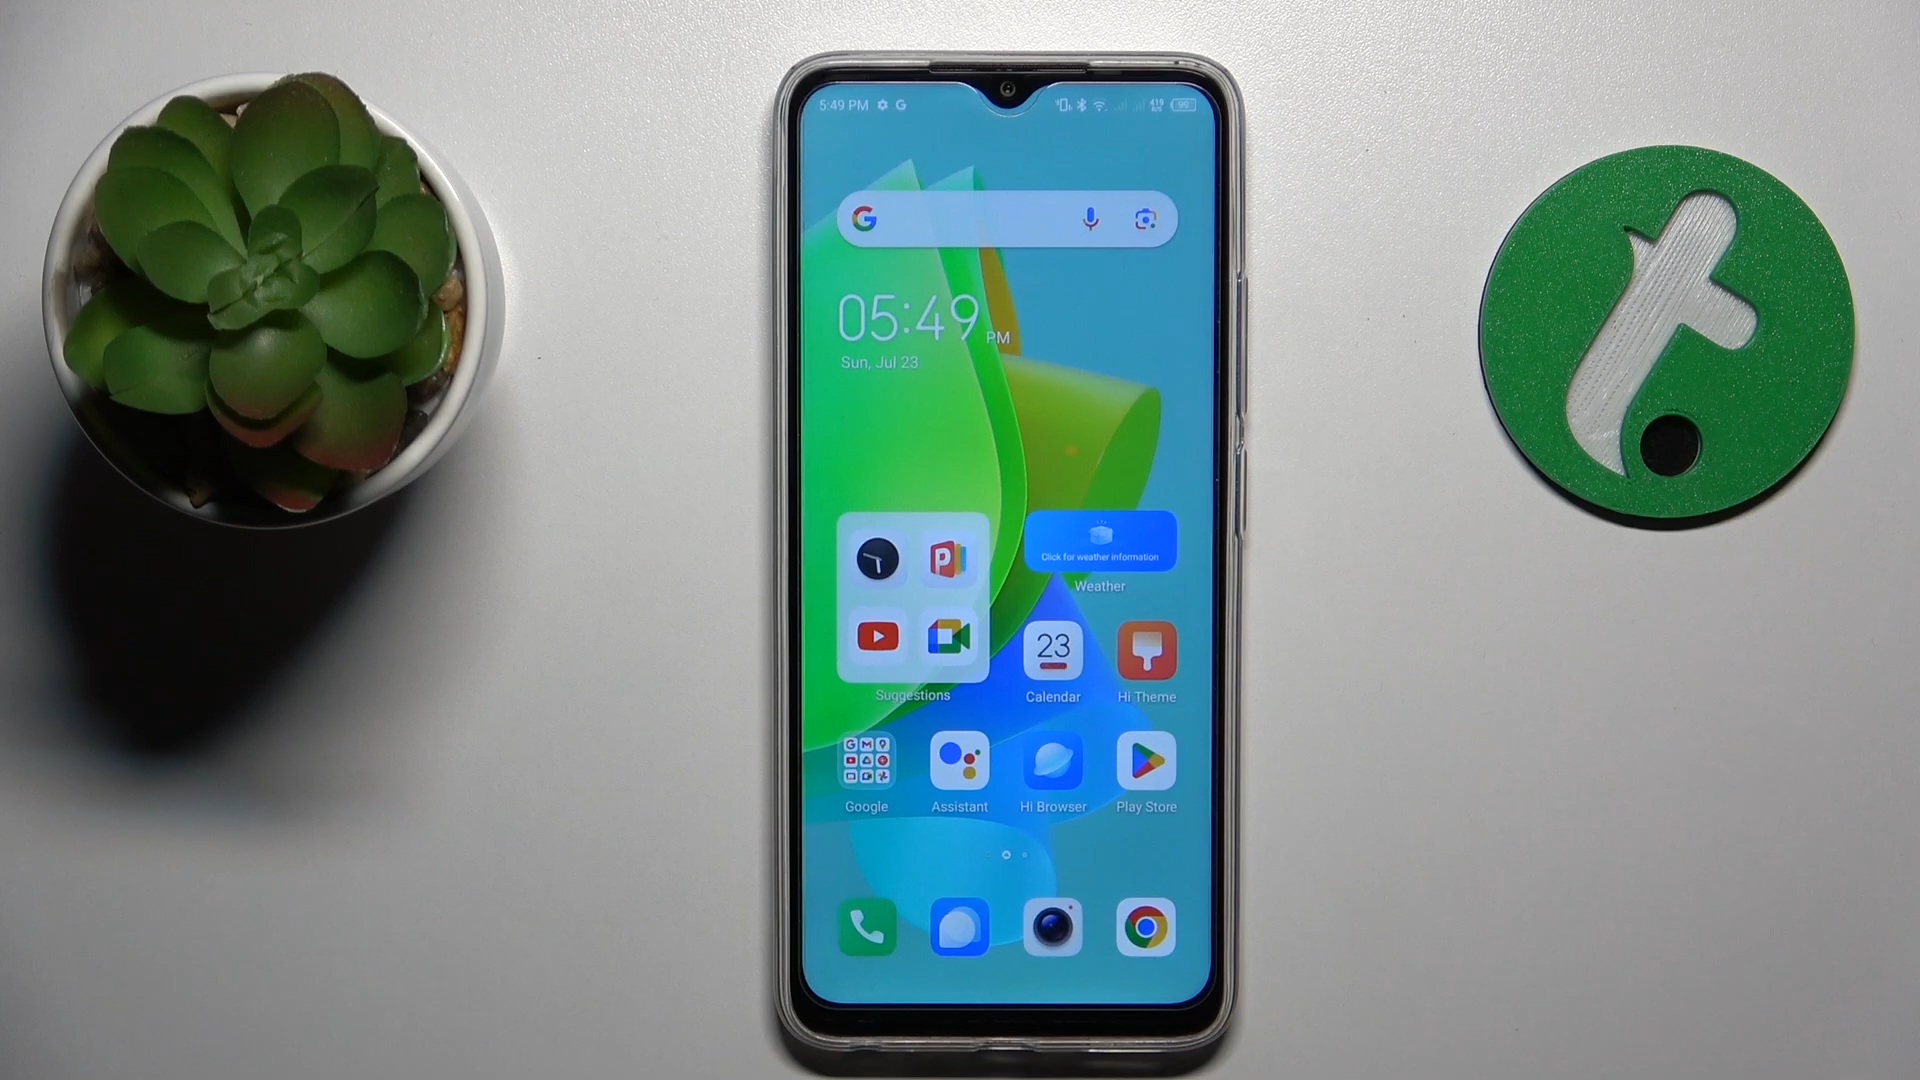 5:49 PM
05:49 PM
Sun, Jul 23
Click for weather information
Weather
23
Suggestions
Calendar
Hi Theme
Google
Assistant
Hi Browser
Play Store